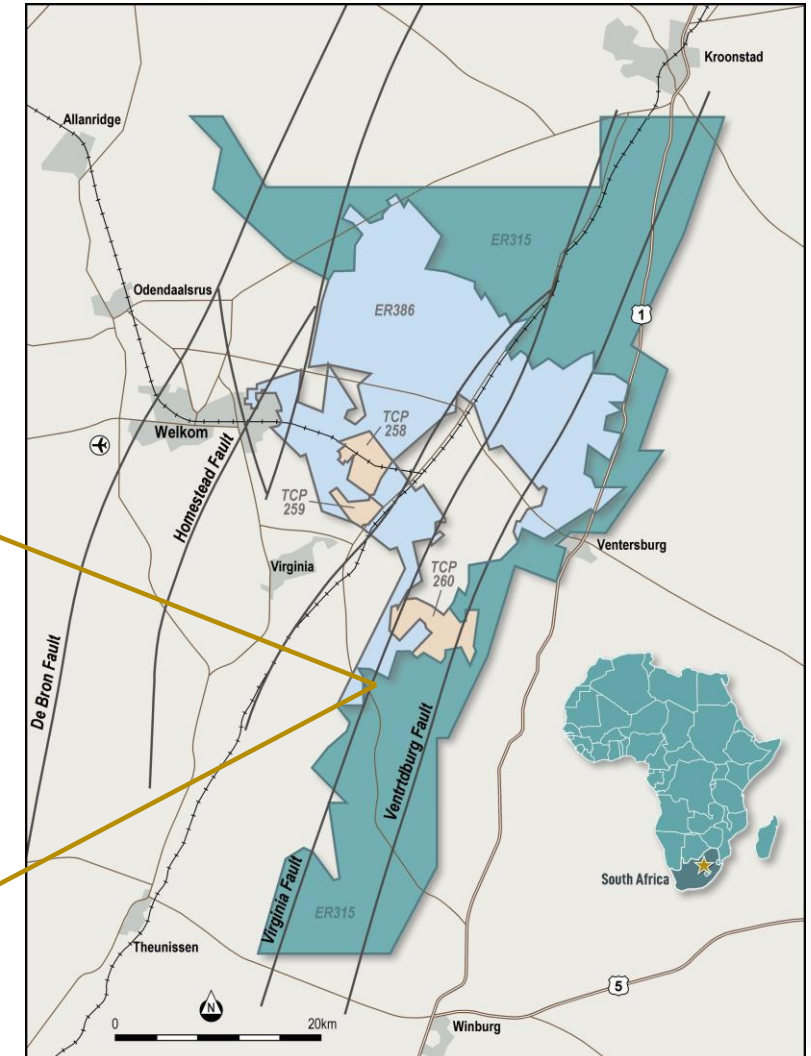 Kroonstad
Allanridge
ER315
Odendaalsrus
ER386
1
TCP
258
Welkom
Homestead Fault
TCP
259
Ventersburg
Virginia
TCP
260
De Bron Fault
Ventrtdburg Fault
South Africa
Virginia Fault
ER315
Theunissen
5
N
0
20km
Winburg